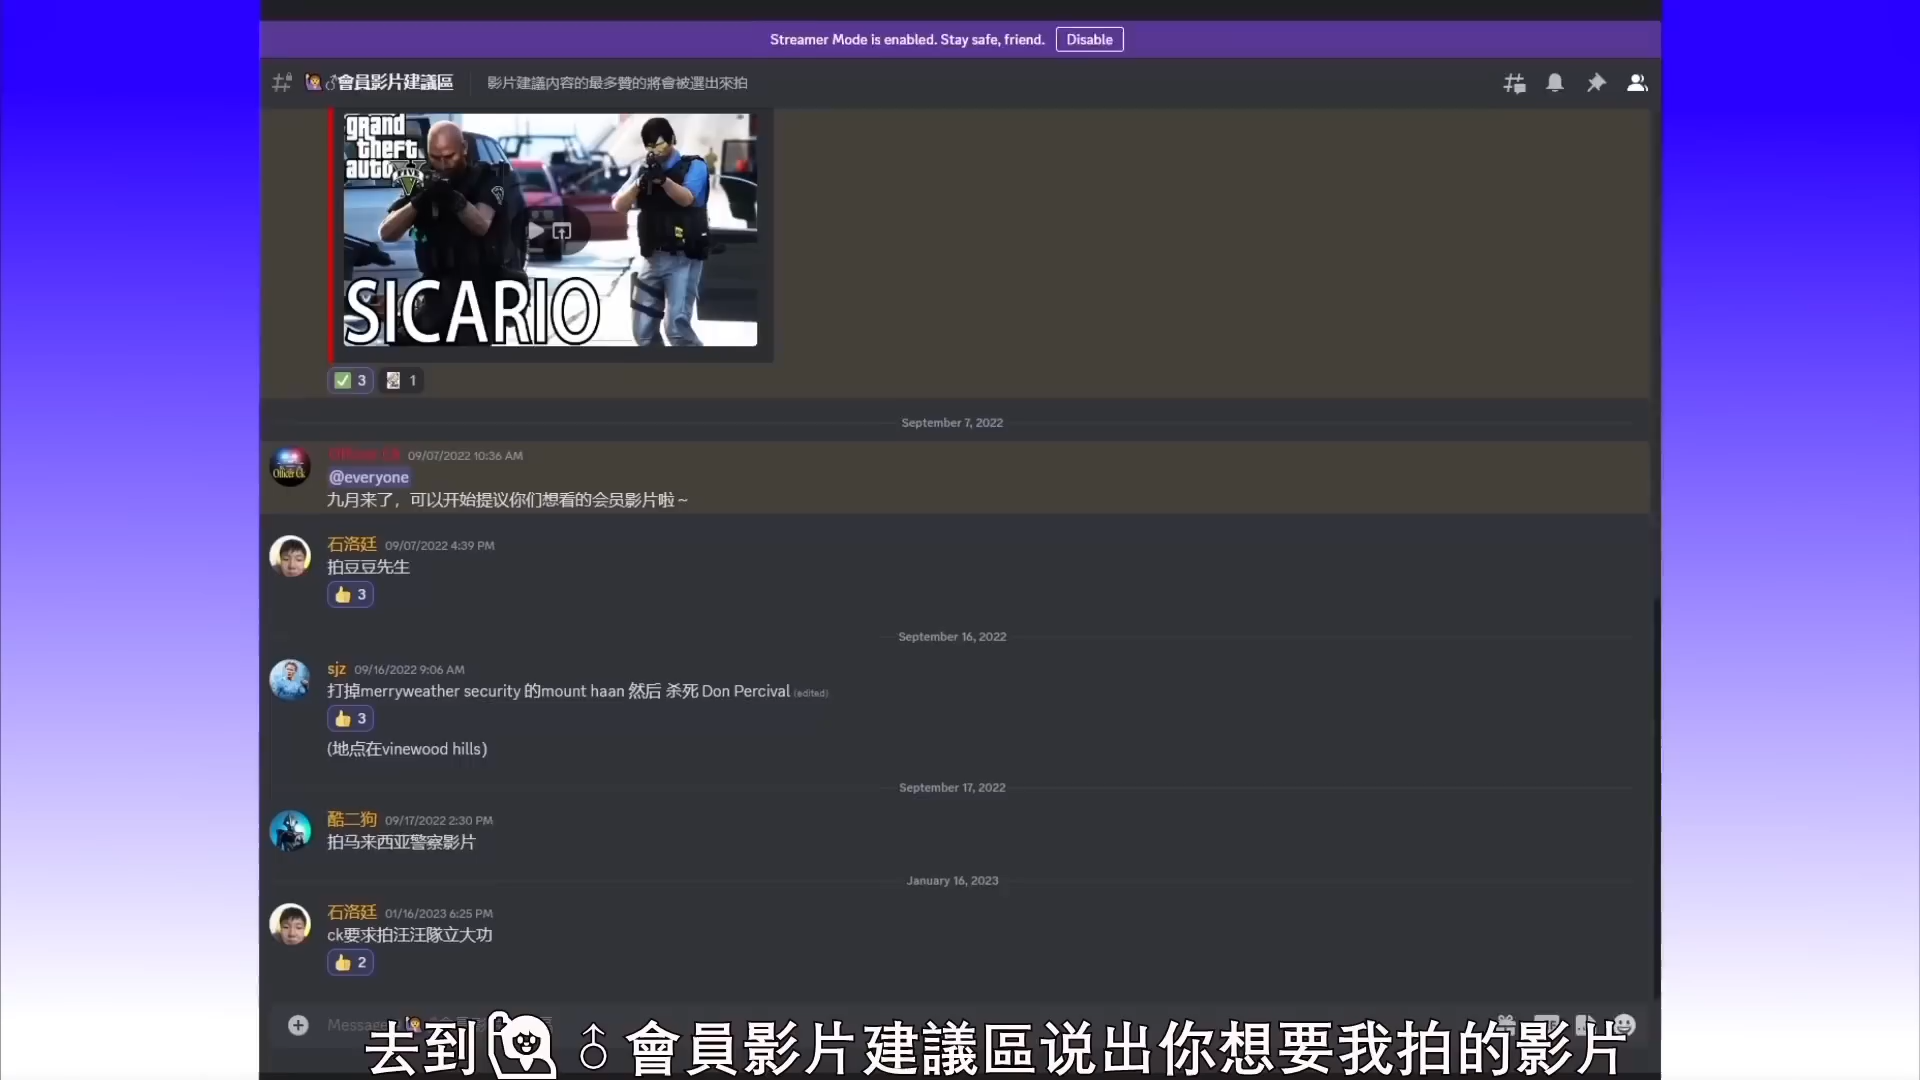 Streamer Mode is enabled. Stay safe, friend. Disable
🙋♂會員影片建議區 影片建議內容的最多贊的將會被選出來拍
grand
theft
auto
FIVE
SICARIO
3 1
September 7, 2022
Officer CK 09/07/2022 10:36 AM
@everyone
九月来了，可以开始提议你们想看的会员影片啦～
石洛廷 09/07/2022 4:39 PM
拍豆豆先生
3
September 16, 2022
sjz 09/16/2022 9:06 AM
打掉merryweather security 的mount haan 然后 杀死 Don Percival (edited)
3
(地点在vinewood hills)
September 17, 2022
酷二狗 09/17/2022 2:30 PM
拍马来西亚警察影片
January 16, 2023
石洛廷 01/16/2023 6:25 PM
ck要求拍汪汪隊立大功
2
Message
去到🙋♂會員影片建議區说出你想要我拍的影片